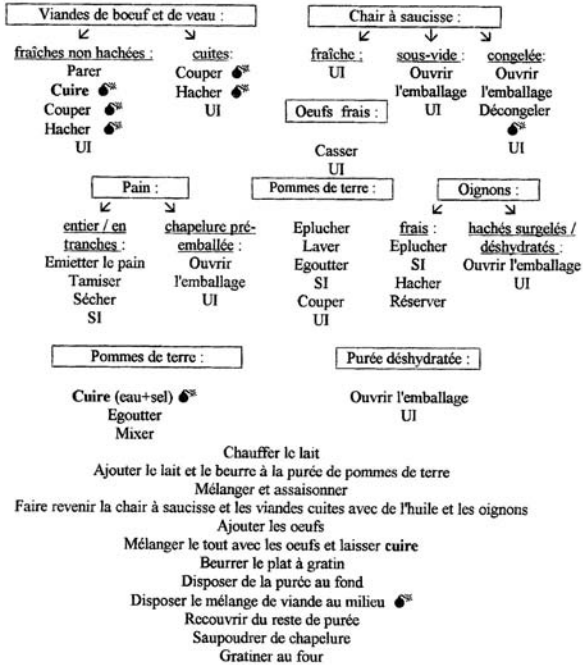 Viandes de boeuf et de veau :
fraîches non hachées :
Parer
Cuire
Couper
Hacher
UI
cuites:
Couper
Hacher
UI
Chair à saucisse :
fraîche :
UI
sous-vide :
Ouvrir
l'emballage
UI
congelée:
Ouvrir
l'emballage
Décongeler
UI
Oeufs frais :
Casser
UI
Pain :
entier / en
tranches :
Emietter le pain
Tamiser
Sécher
SI
chapelure pré-
emballée :
Ouvrir
l'emballage
UI
Pommes de terre :
Eplucher
Laver
Egoutter
SI
Couper
UI
Oignons :
frais :
Eplucher
SI
Hacher
Réserver
hachés surgelés /
déshydratés :
Ouvrir l'emballage
UI
Pommes de terre :
Cuire (eau+sel)
Egoutter
Mixer
Purée déshydratée :
Ouvrir l'emballage
UI
Chauffer le lait
Ajouter le lait et le beurre à la purée de pommes de terre
Mélanger et assaisonner
Faire revenir la chair à saucisse et les viandes cuites avec de l'huile et les oignons
Ajouter les oeufs
Mélanger le tout avec les oeufs et laisser cuire
Beurrer le plat à gratin
Disposer de la purée au fond
Disposer le mélange de viande au milieu
Recouvrir du reste de purée
Saupoudrer de chapelure
Gratiner au four